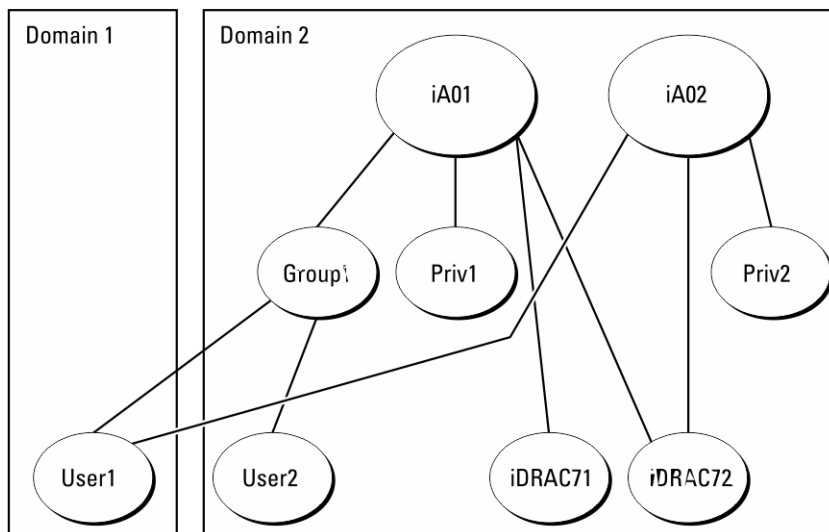 Domain 1
Domain 2
iA01
iA02
Group1
Priv1
Priv2
User1
User2
iDRAC71
iDRAC72